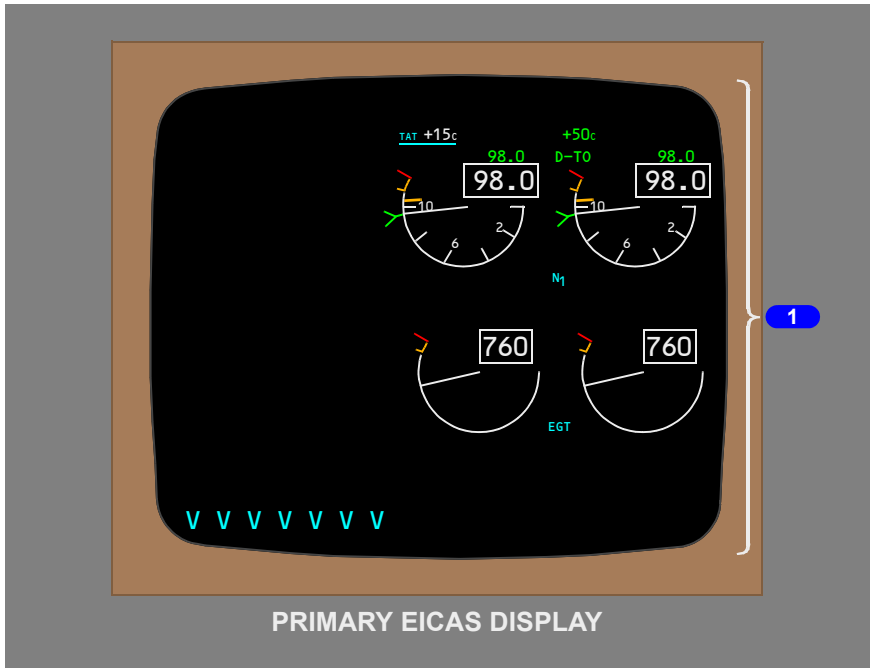 TAT +15c +50c
98.0 D-TO 98.0
98.0 98.0
10 10
2 2
6 6
N1
1
760 760
EGT
V V V V V V V
PRIMARY EICAS DISPLAY